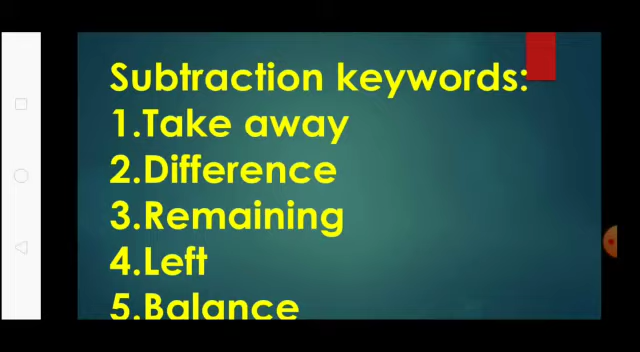 Subtraction keywords:
1.Take away
2.Difference
3.Remaining
4.Left
5.Balance